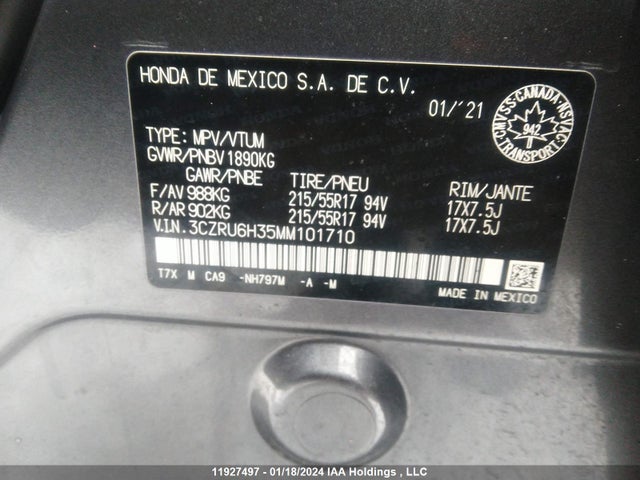 HONDA DE MEXICO S.A. DE C.V.
01/'21
CMVSS·CANADA·NSVAC
942
TRANSPORT
TYPE: MPV/VTUM
GVWR/PNBV 1890KG
GAWR/PNBE TIRE/PNEU RIM/JANTE
F/AV 988KG 215/55R17 94V 17X7.5J
R/AR 902KG 215/55R17 94V 17X7.5J
V.I.N. 3CZRU6H35MM101710
T7X M CA9 -NH797M -A -M
MADE IN MEXICO
11927497 - 01/18/2024 IAA Holdings , LLC